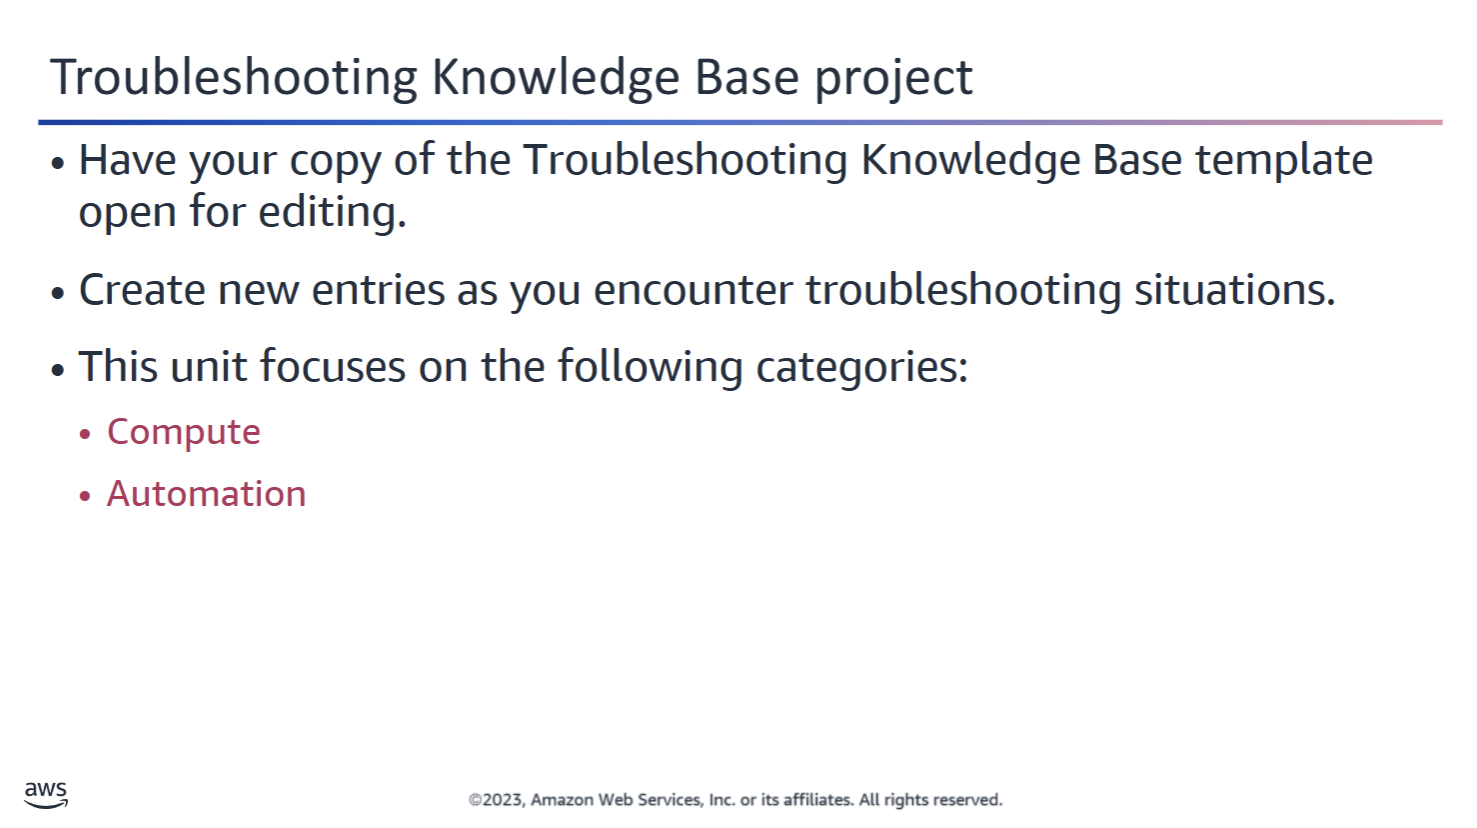 Troubleshooting Knowledge Base project
• Have your copy of the Troubleshooting Knowledge Base template
open for editing.
• Create new entries as you encounter troubleshooting situations.
• This unit focuses on the following categories:
• Compute
• Automation
aws
©2023, Amazon Web Services, Inc. or its affiliates. All rights reserved.